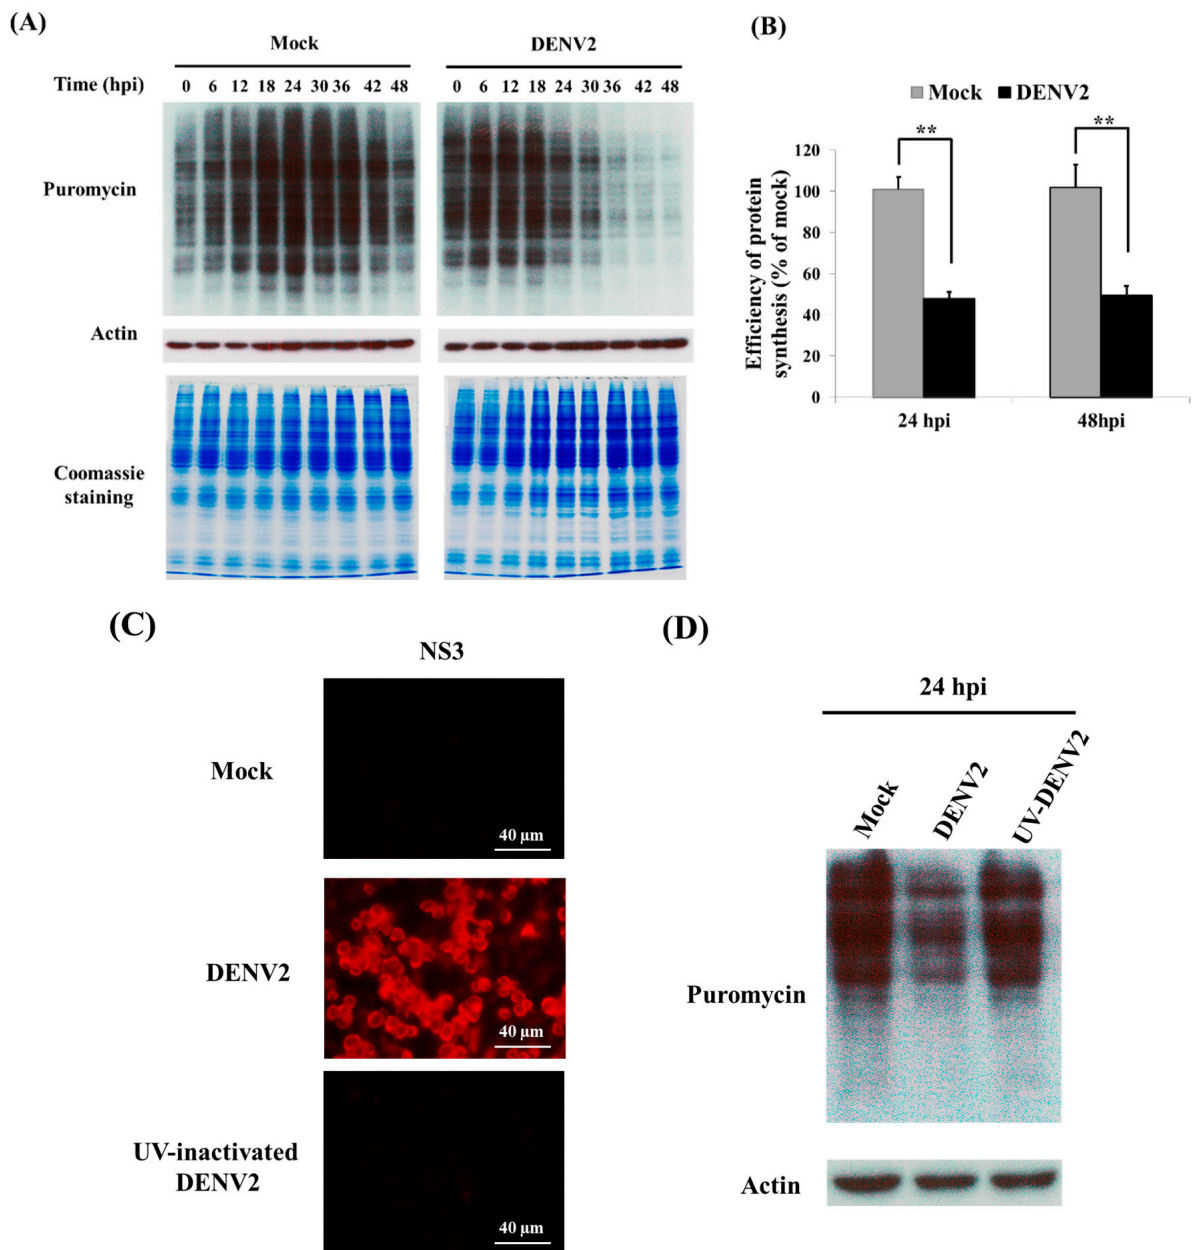 (A)
Mock
DENV2
Time (hpi) 0 6 12 18 24 30 36 42 48 0 6 12 18 24 30 36 42 48
Puromycin
Actin
Coomassie
staining
(B)
Mock DENV2
** **
Efficiency of protein
synthesis (% of mock)
120
100
80
60
40
20
0
24 hpi 48hpi
(C)
NS3
Mock
40 µm
DENV2
40 µm
UV-inactivated
DENV2
40 µm
(D)
24 hpi
Mock DENV2 UV-DENV2
Puromycin
Actin